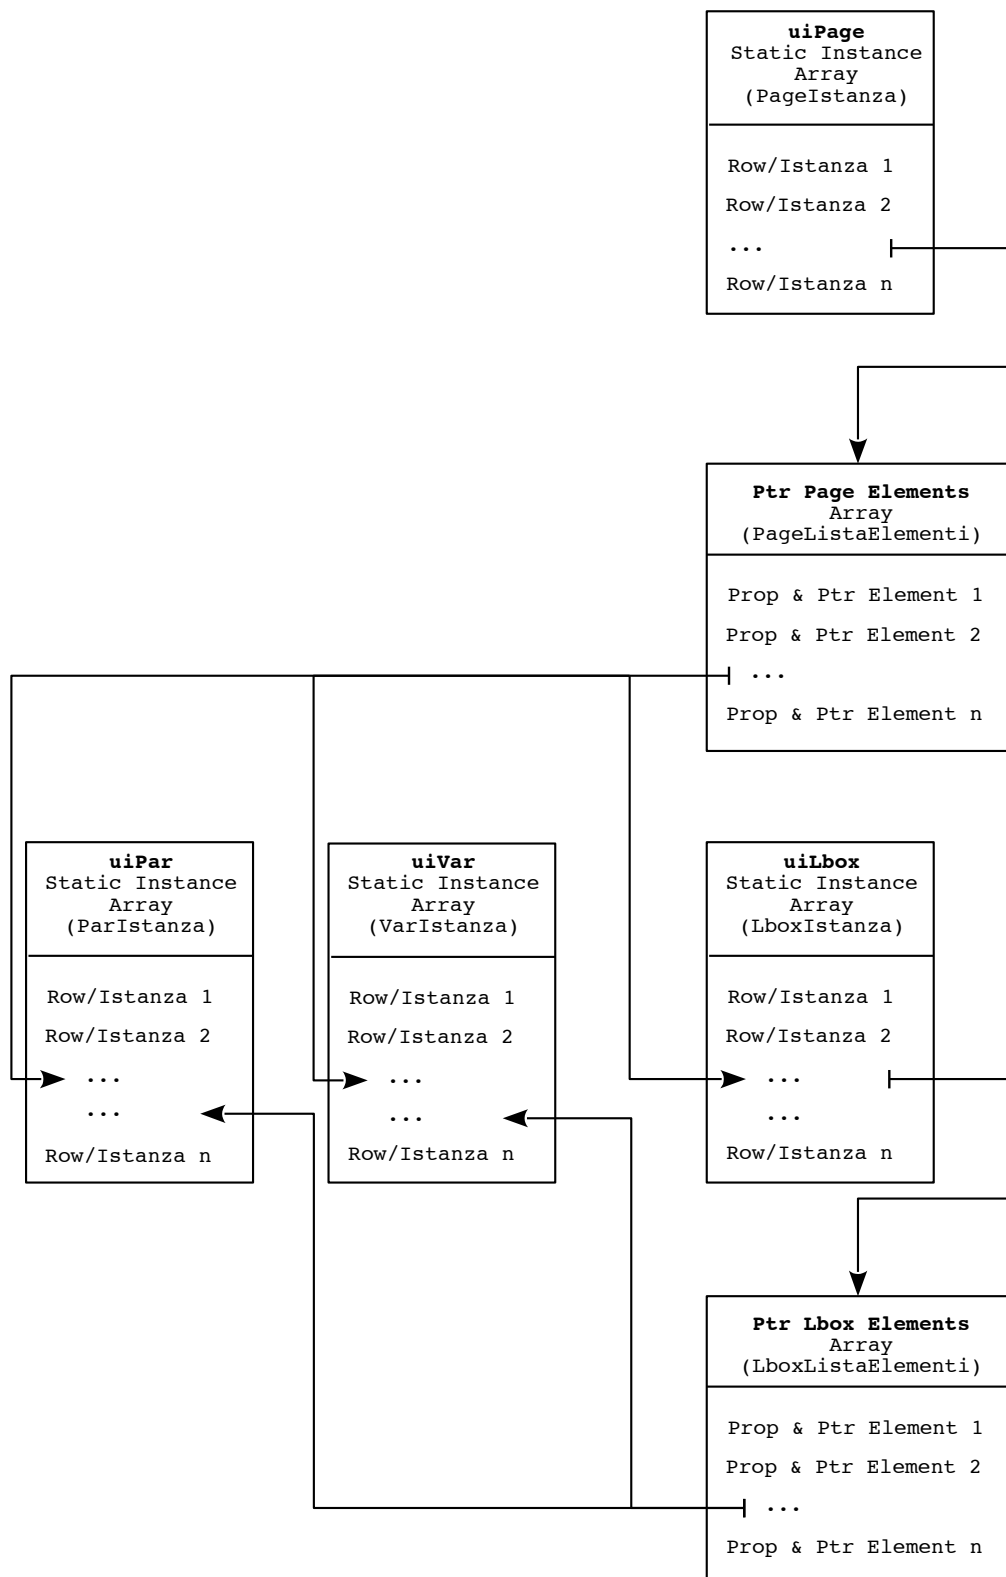 uiPage
Static Instance
Array
(PageIstanza)
Row/Istanza 1
Row/Istanza 2
...
Row/Istanza n
Ptr Page Elements
Array
(PageListaElementi)
Prop & Ptr Element 1
Prop & Ptr Element 2
...
Prop & Ptr Element n
uiPar
Static Instance
Array
(ParIstanza)
Row/Istanza 1
Row/Istanza 2
...
...
Row/Istanza n
uiVar
Static Instance
Array
(VarIstanza)
Row/Istanza 1
Row/Istanza 2
...
...
Row/Istanza n
uiLbox
Static Instance
Array
(LboxIstanza)
Row/Istanza 1
Row/Istanza 2
...
...
Row/Istanza n
Ptr Lbox Elements
Array
(LboxListaElementi)
Prop & Ptr Element 1
Prop & Ptr Element 2
...
Prop & Ptr Element n